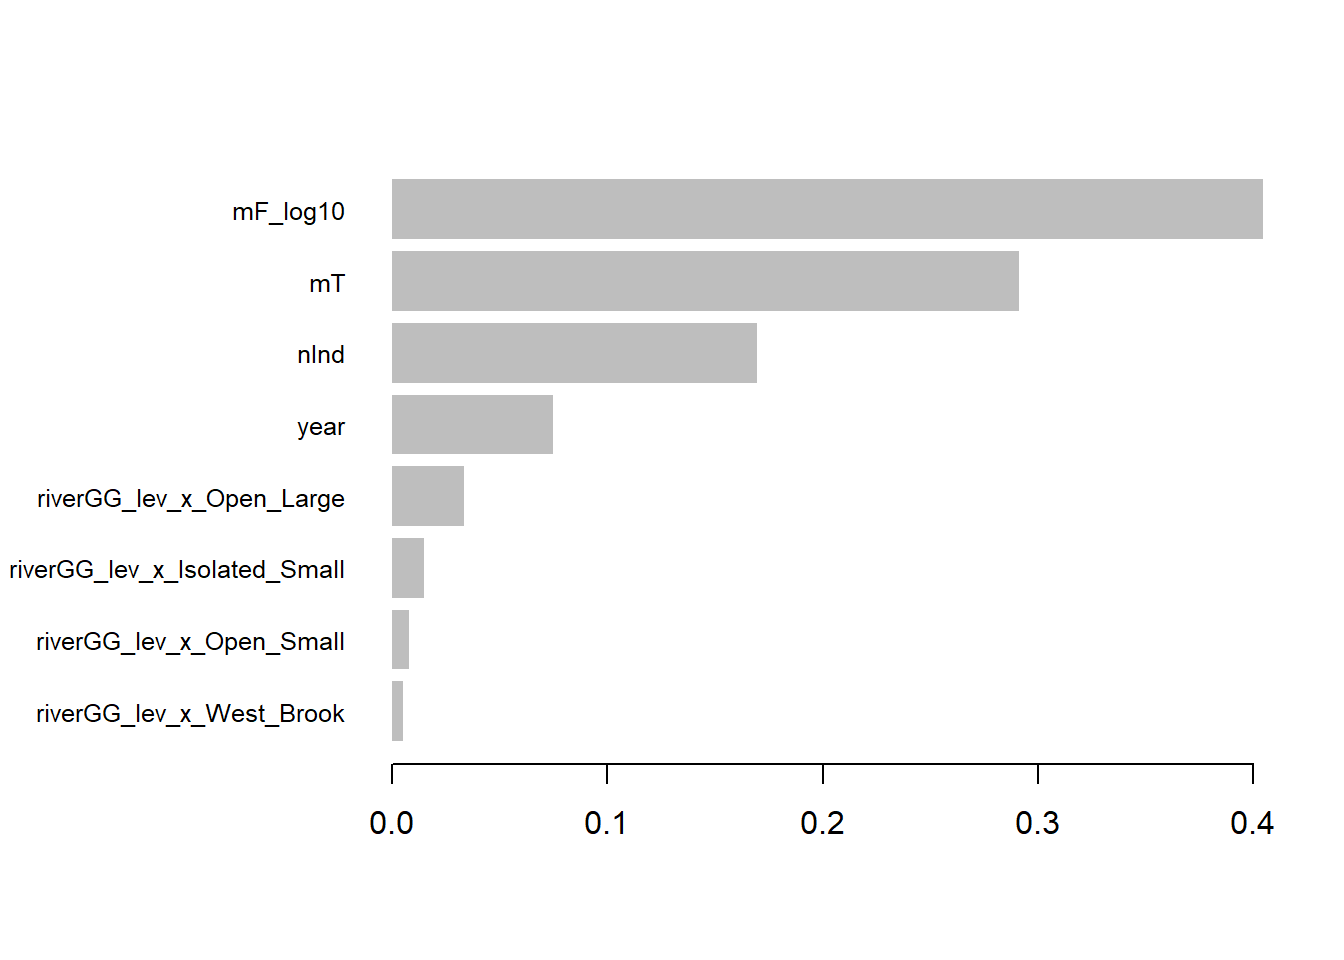 mF_log10
mT
nInd
year
riverGG_lev_x_Open_Large
riverGG_lev_x_Isolated_Small
riverGG_lev_x_Open_Small
riverGG_lev_x_West_Brook
0.0 0.1 0.2 0.3 0.4